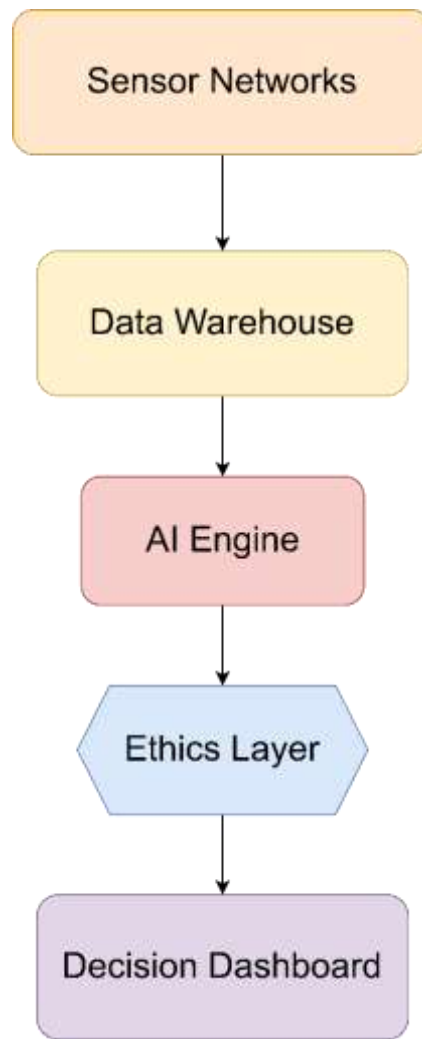 Sensor Networks
Data Warehouse
AI Engine
Ethics Layer
Decision Dashboard